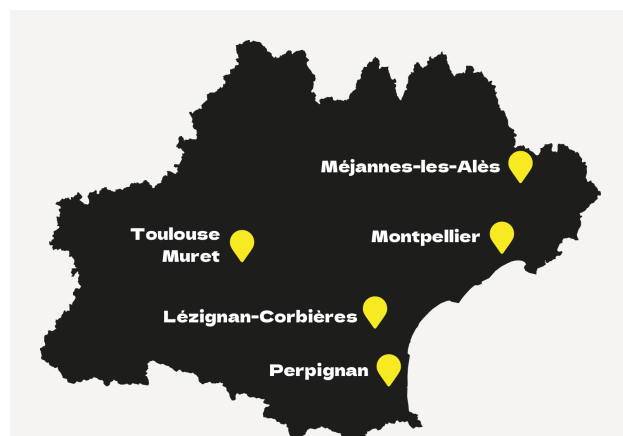 Méjannes-les-Alès
Toulouse
Muret
Montpellier
Lézignan-Corbières
Perpignan